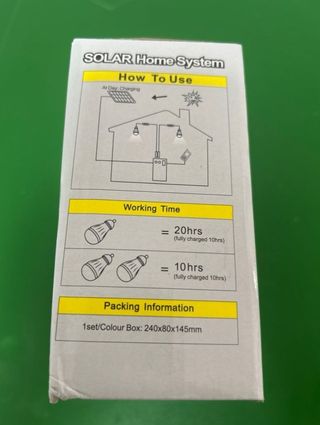 SOLAR Home System
How To Use
At Day: Charging
Working Time
= 20hrs
(fully charged 10hrs)
= 10hrs
(fully charged 10hrs)
Packing Information
1set/Colour Box: 240x80x145mm